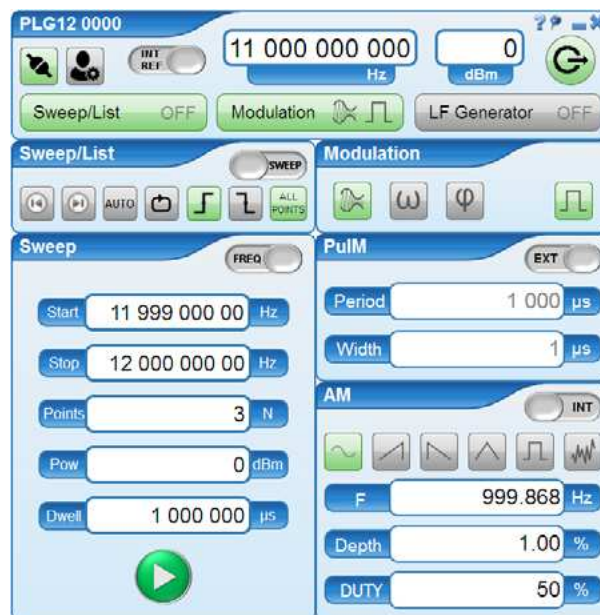 PLG12 0000
INT REF
11 000 000 000
Hz
0
dBm
Sweep/List OFF
Modulation
LF Generator OFF
Sweep/List
SWEEP
AUTO
ALL POINTS
Modulation
ω
φ
Sweep
FREQ
Start 11 999 000 00 Hz
Stop 12 000 000 00 Hz
Points 3 N
Pow 0 dBm
Dwell 1 000 000 µs
PulM
EXT
Period 1 000 µs
Width 1 µs
AM
INT
F 999.868 Hz
Depth 1.00 %
DUTY 50 %